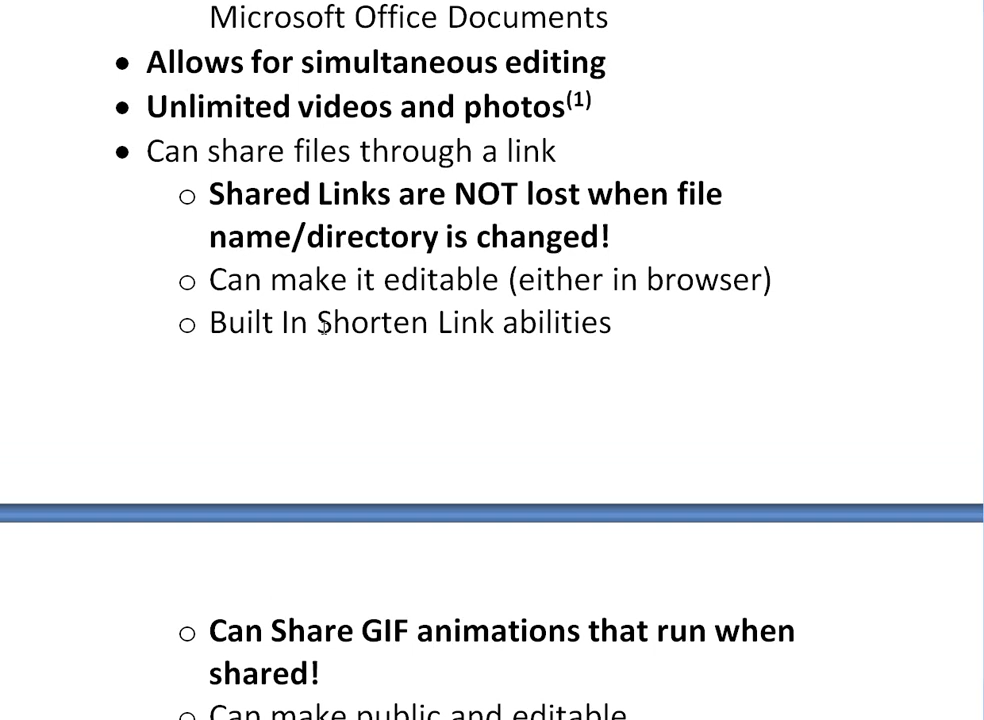 Microsoft Office Documents
• Allows for simultaneous editing
• Unlimited videos and photos(1)
• Can share files through a link
o Shared Links are NOT lost when file
name/directory is changed!
o Can make it editable (either in browser)
o Built In Shorten Link abilities
o Can Share GIF animations that run when
shared!
o Can make public and editable